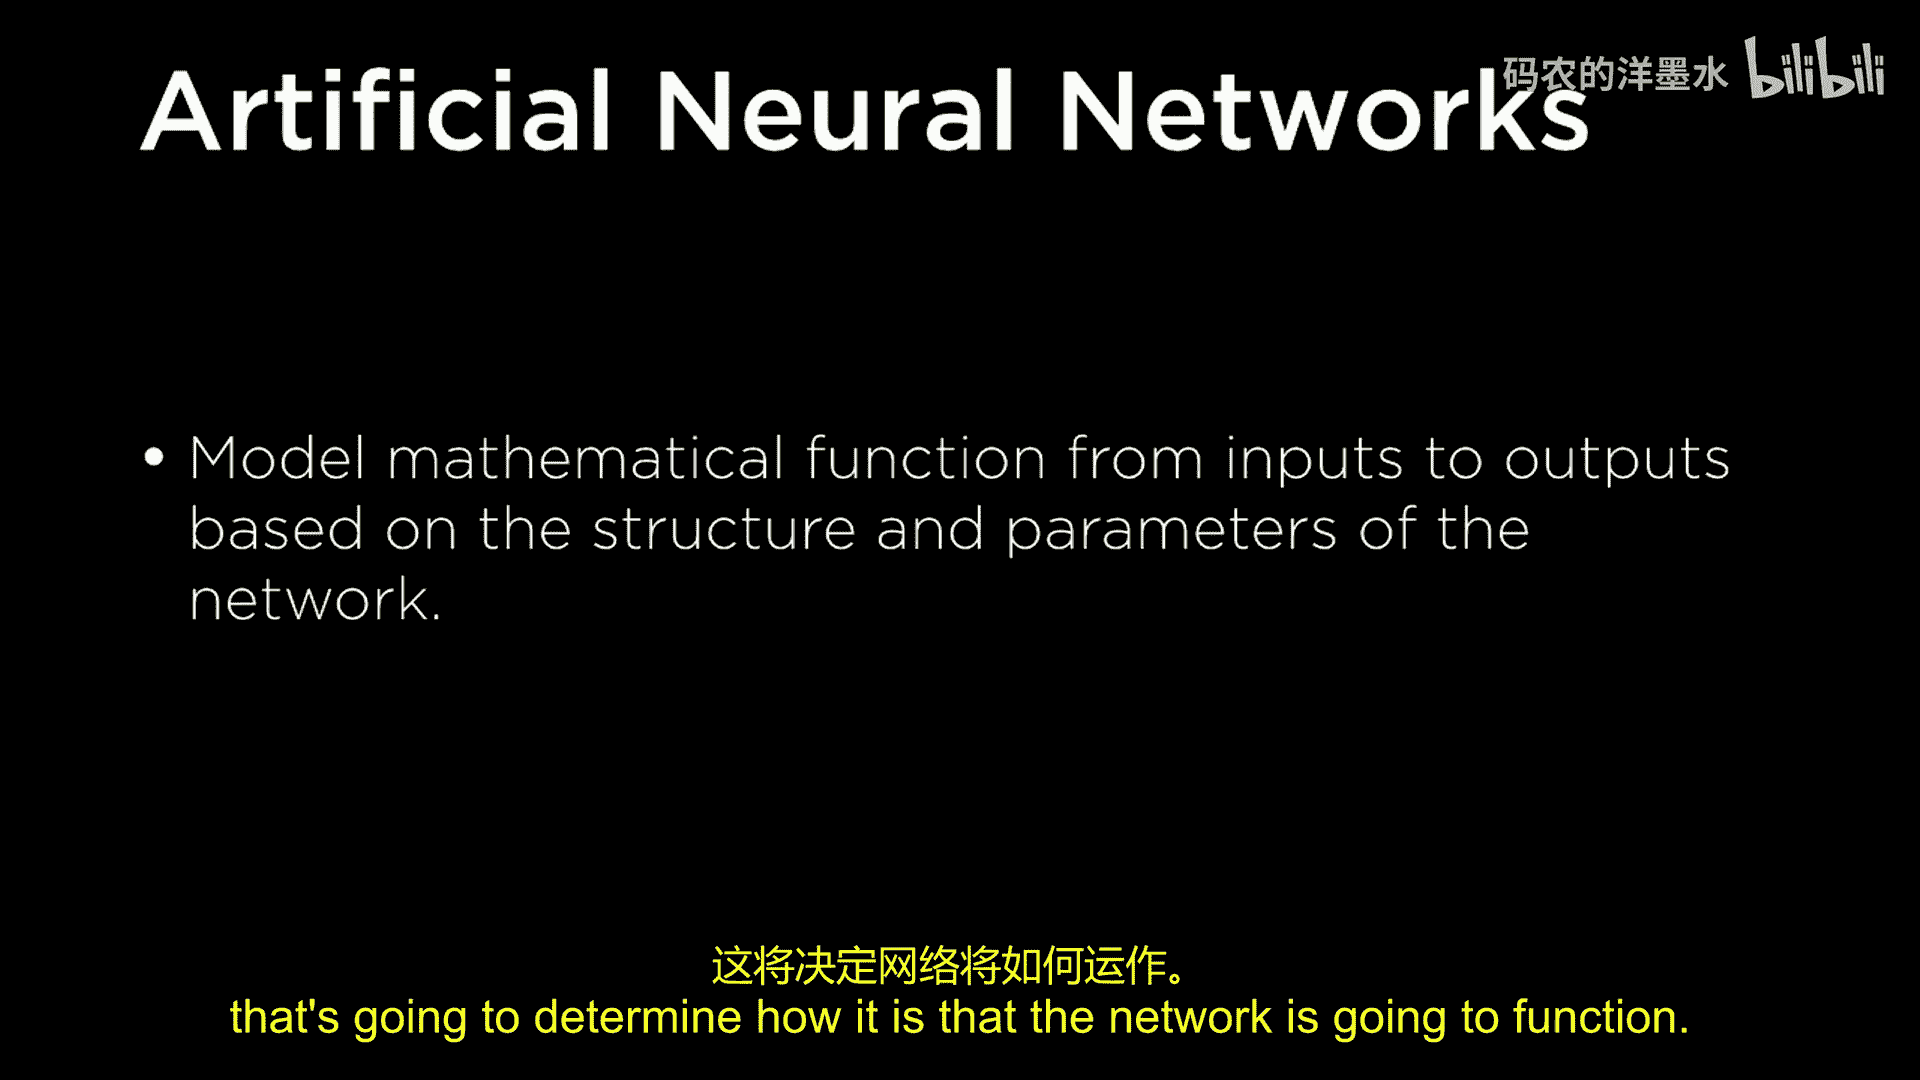 Artificial Neural Networks
码农的洋墨水 bilibili
• Model mathematical function from inputs to outputs
based on the structure and parameters of the
network.
这将决定网络将如何运作。
that's going to determine how it is that the network is going to function.